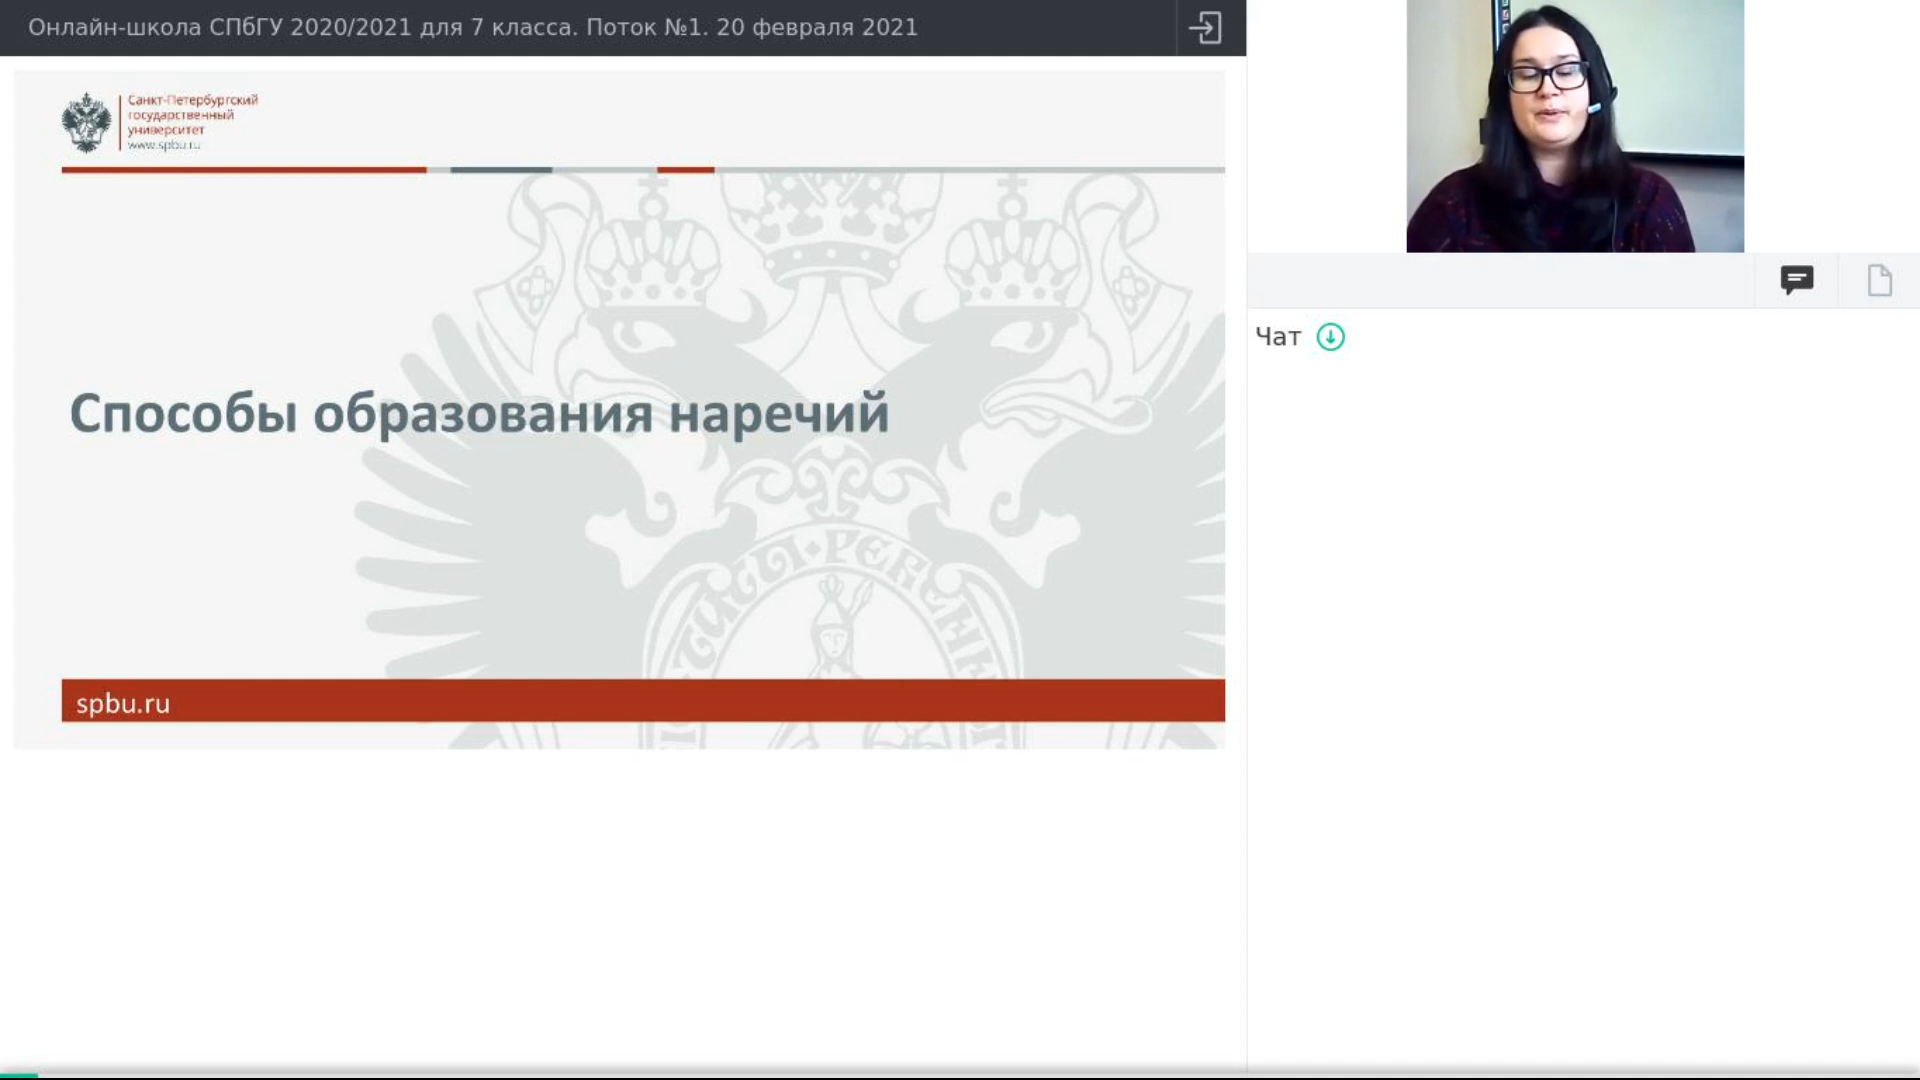 Онлайн-школа СПбГУ 2020/2021 для 7 класса. Поток №1. 20 февраля 2021
Санкт-Петербургский
государственный
университет
www.spbu.ru
Способы образования наречий
spbu.ru
Чат